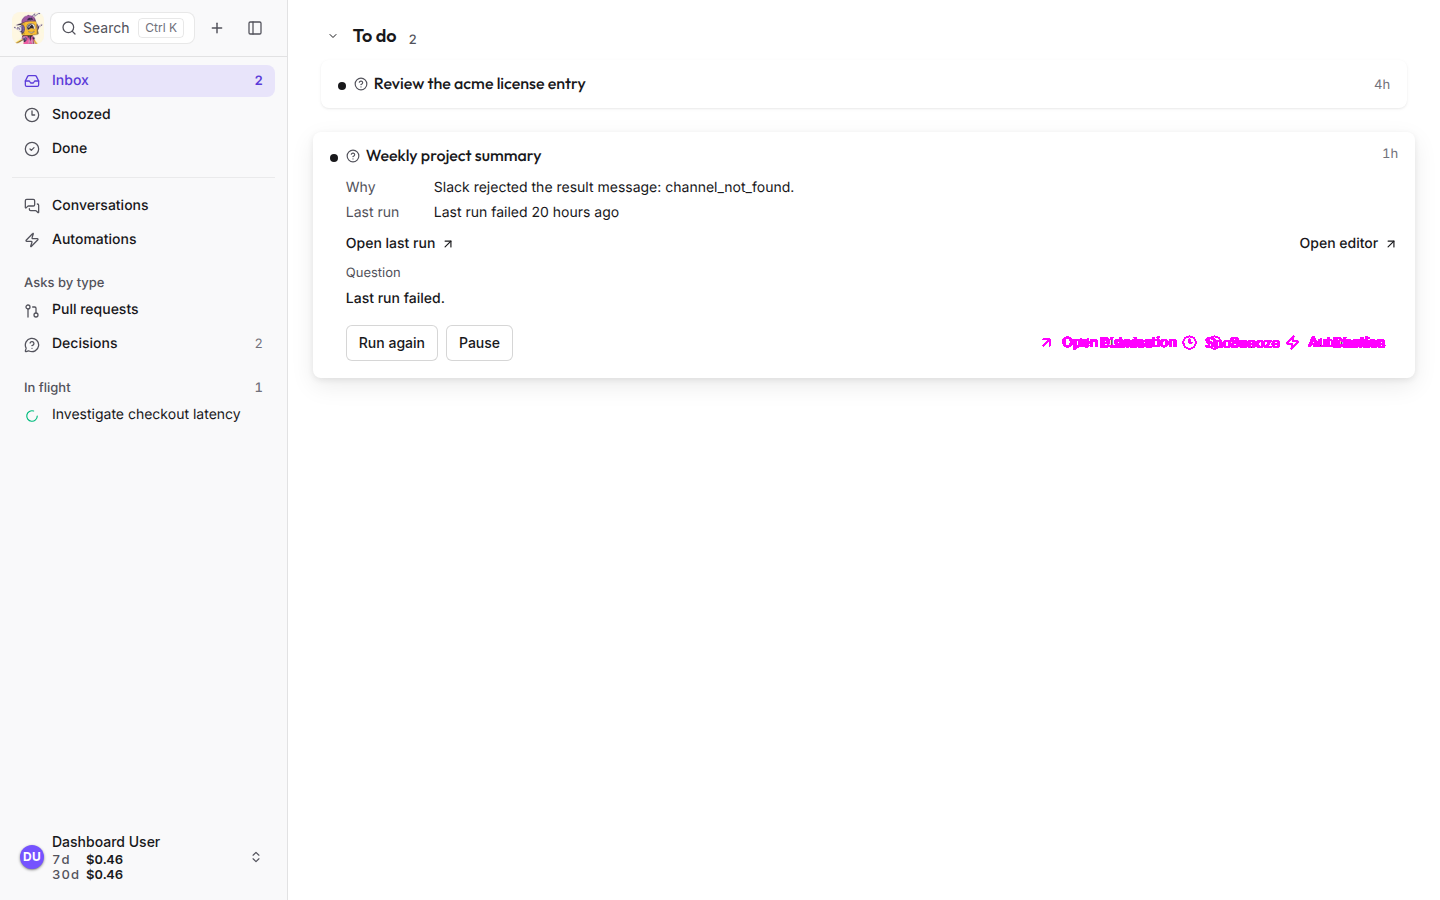 Search Ctrl K
Inbox 2
Snoozed
Done
Conversations
Automations
Asks by type
Pull requests
Decisions 2
In flight 1
Investigate checkout latency
DU
Dashboard User
7d $0.46
30d $0.46
To do 2
Review the acme license entry 4h
Weekly project summary 1h
Why Slack rejected the result message: channel_not_found.
Last run Last run failed 20 hours ago
Open last run Open editor
Question
Last run failed.
Run again Pause